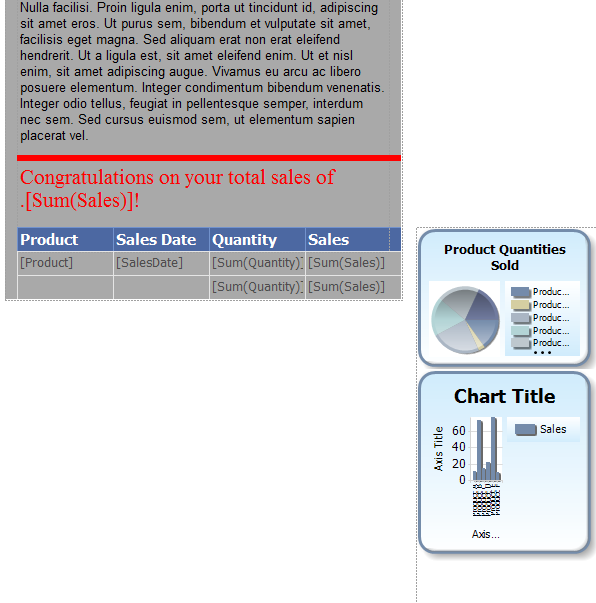 Nulla facilisi. Proin ligula enim, porta ut tincidunt id, adipiscing
sit amet eros. Ut purus sem, bibendum et vulputate sit amet,
facilisis eget magna. Sed aliquam erat non erat eleifend
hendrerit. Ut a ligula est, sit amet eleifend enim. Ut et nisl
enim, sit amet adipiscing augue. Vivamus eu arcu ac libero
posuere elementum. Integer condimentum bibendum venenatis.
Integer odio tellus, feugiat in pellentesque semper, interdum
nec sem. Sed cursus euismod sem, ut elementum sapien
placerat vel.
Congratulations on your total sales of
.[Sum(Sales)]!
Product Sales Date Quantity Sales
[Product] [SalesDate] [Sum(Quantity)] [Sum(Sales)]
[Sum(Quantity)] [Sum(Sales)]
Product Quantities
Sold
Produc...
Produc...
Produc...
Produc...
Produc...
Chart Title
Axis Title
60
40
20
0
Sales
Axis...